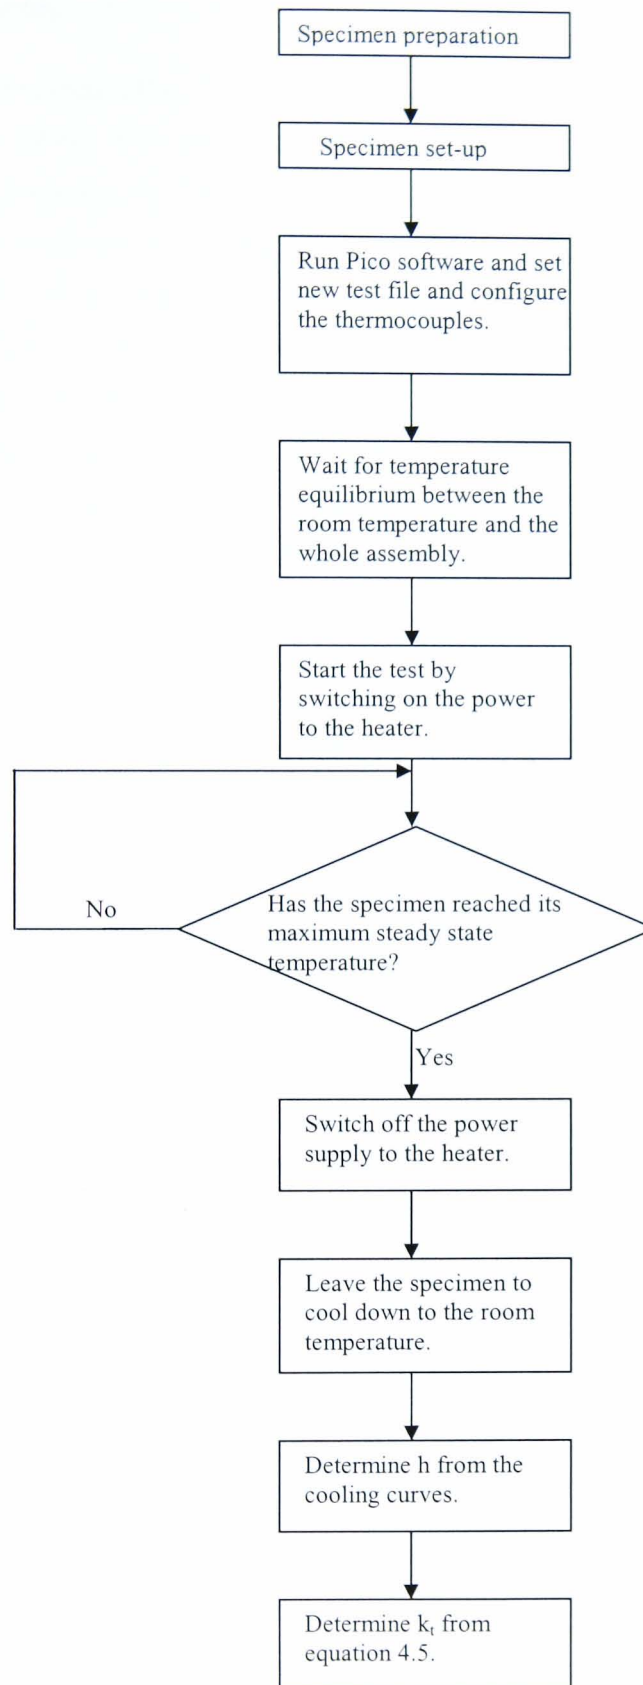 Specimen preparation
Specimen set-up
Run Pico software and set
new test file and configure
the thermocouples.
Wait for temperature
equilibrium between the
room temperature and the
whole assembly.
Start the test by
switching on the power
to the heater.
No
Has the specimen reached its
maximum steady state
temperature?
Yes
Switch off the power
supply to the heater.
Leave the specimen to
cool down to the room
temperature.
Determine h from the
cooling curves.
Determine kₜ from
equation 4.5.